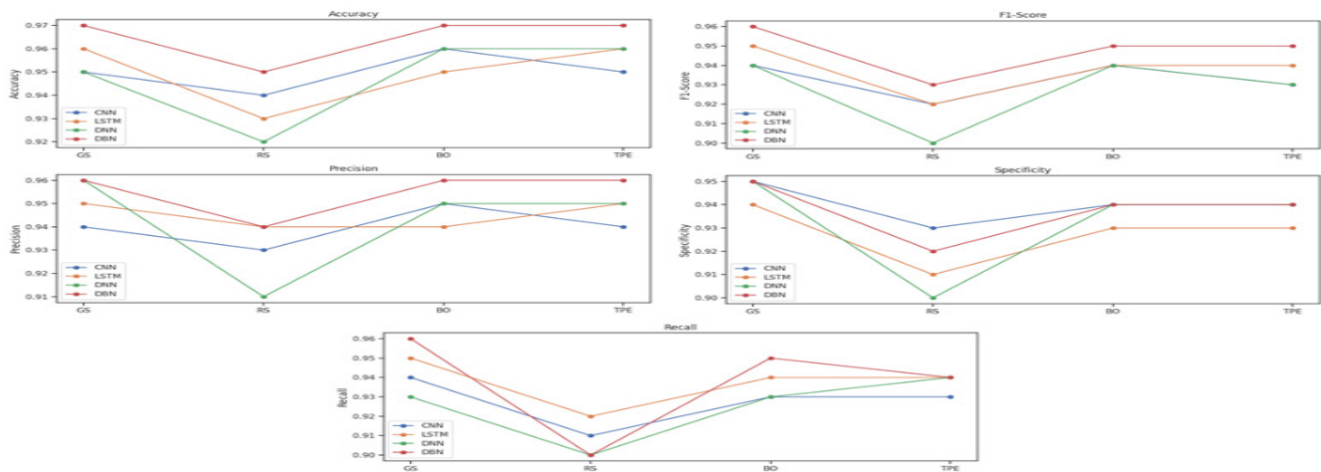 Accuracy
0.97
0.96
0.95
0.94
0.93
0.92
Accuracy
CNN
LSTM
DNN
DBN
GS RS BO TPE
F1-Score
0.96
0.95
0.94
0.93
0.92
0.91
0.90
F1-Score
CNN
LSTM
DNN
DBN
GS RS BO TPE
Precision
0.96
0.95
0.94
0.93
0.92
0.91
Precision
CNN
LSTM
DNN
DBN
GS RS BO TPE
Specificity
0.95
0.94
0.93
0.92
0.91
0.90
Specificity
CNN
LSTM
DNN
DBN
GS RS BO TPE
Recall
0.96
0.95
0.94
0.93
0.92
0.91
0.90
Recall
CNN
LSTM
DNN
DBN
GS RS BO TPE